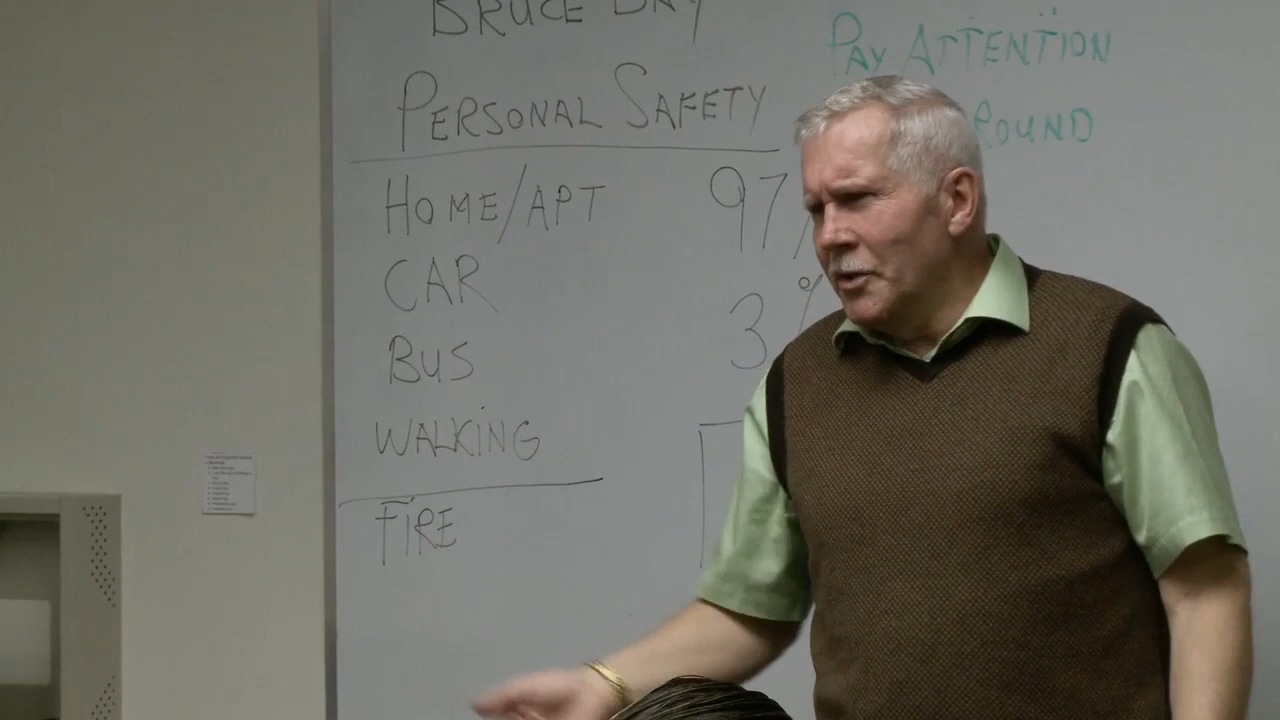 BRUCE
PERSONAL SAFETY
HOME/APT 97%
CAR
BUS 3%
WALKING
FIRE
PAY ATTENTION
ROUND